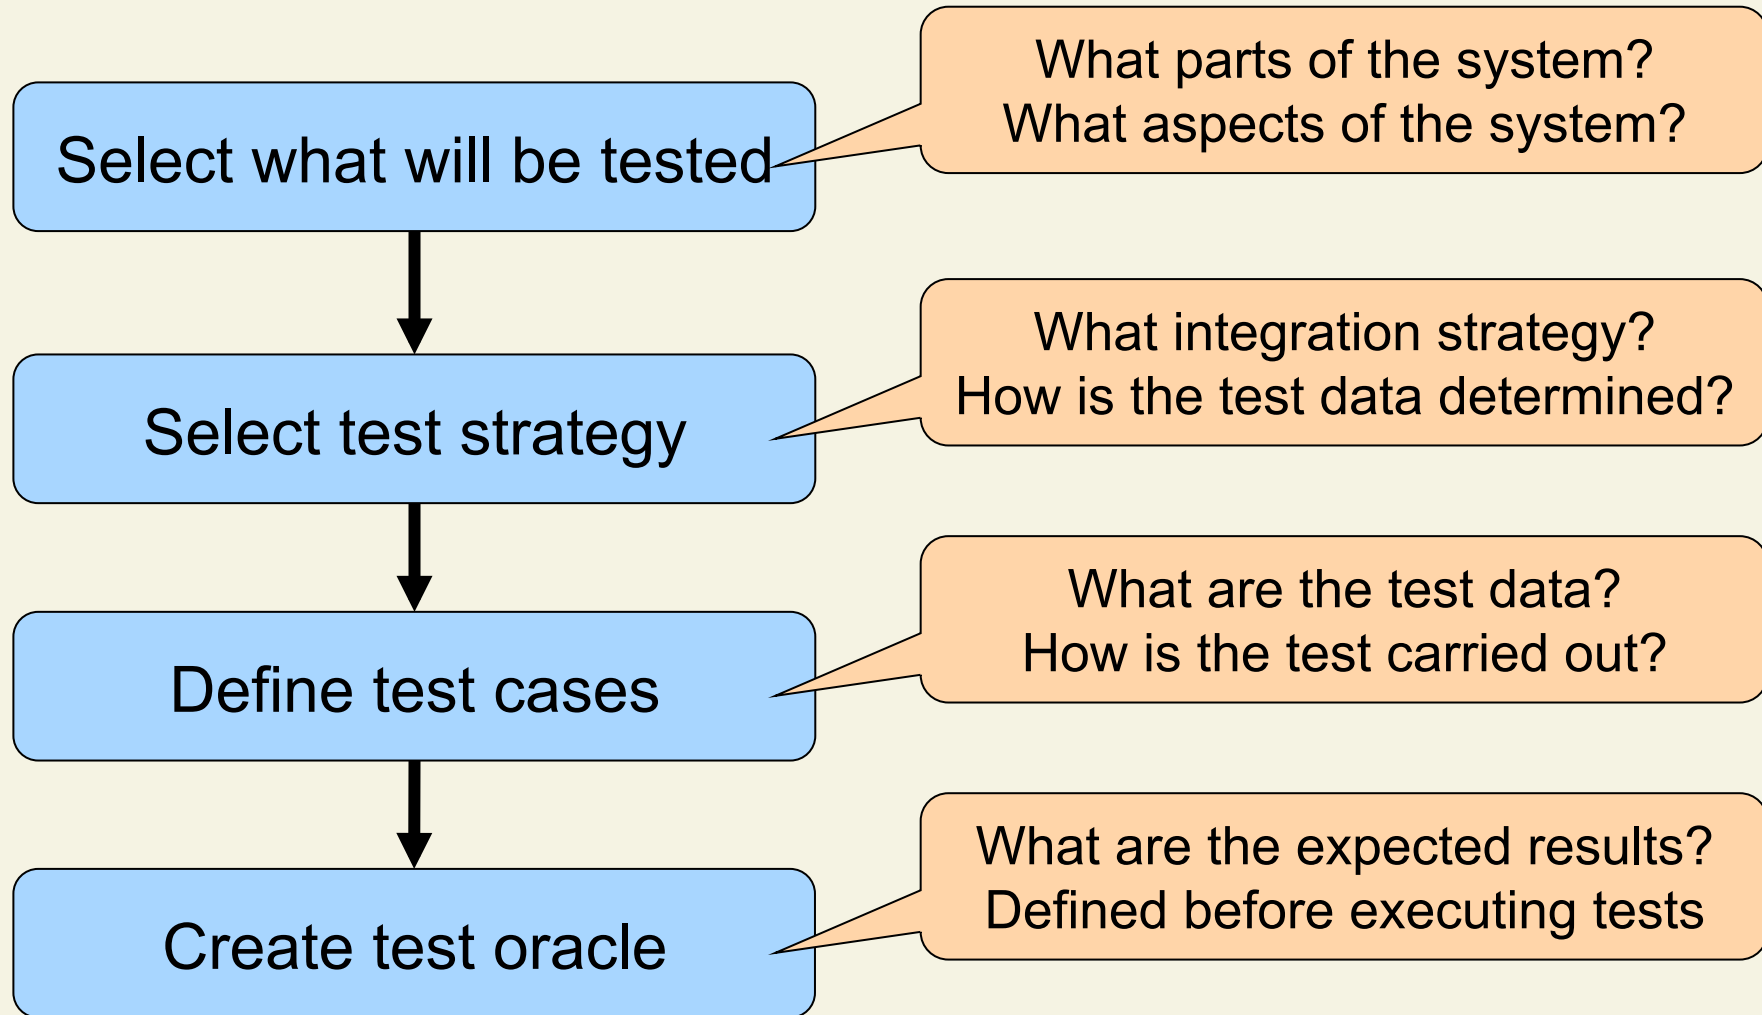 What parts of the system?
What aspects of the system?
Select what will be tested
What integration strategy?
How is the test data determined?
Select test strategy
What are the test data?
How is the test carried out?
Define test cases
What are the expected results?
Defined before executing tests
Create test oracle